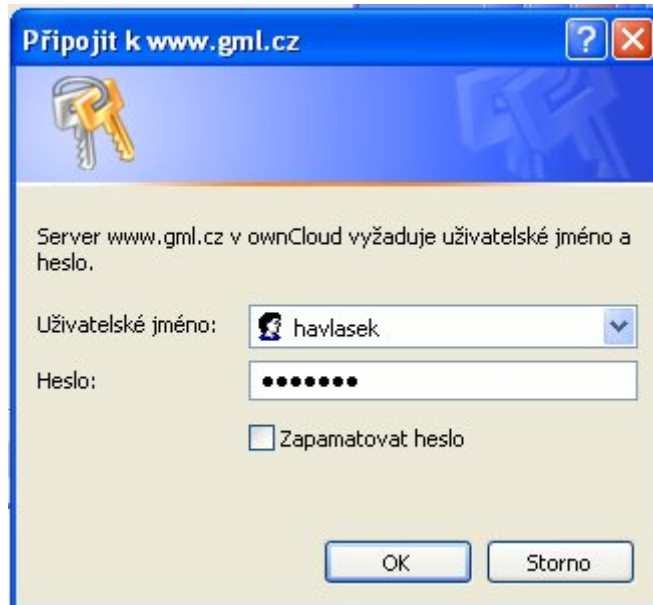 Připojit k www.gml.cz
Server www.gml.cz v ownCloud vyžaduje uživatelské jméno a
heslo.
Uživatelské jméno: havlasek
Heslo: •••••••
Zapamatovat heslo
OK Storno